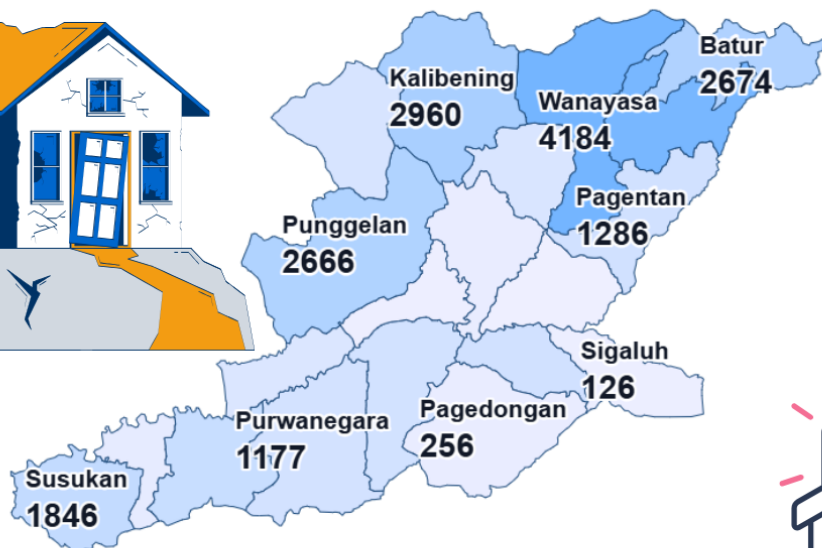 Batur
2674
Kalibening
2960
Wanayasa
4184
Pagentan
1286
Punggelan
2666
Sigaluh
126
Pagedongan
256
Purwanegara
1177
Susukan
1846